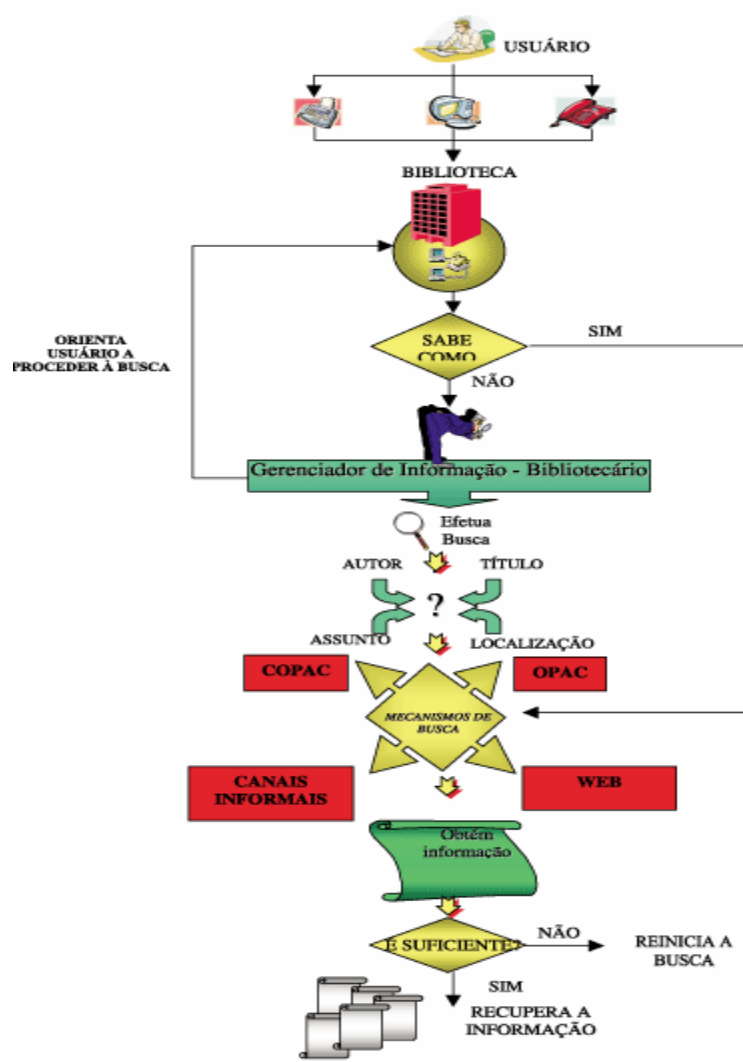 USUÁRIO
BIBLIOTECA
SABE
COMO
SIM
ORIENTA
USUÁRIO A
PROCEDER À BUSCA
NÃO
Gerenciador de Informação - Bibliotecário
Efetua
Busca
AUTOR
TÍTULO
?
ASSUNTO
LOCALIZAÇÃO
COPAC
OPAC
MECANISMOS DE
BUSCA
CANAIS
INFORMAIS
WEB
Obtém
informação
É SUFICIENTE?
NÃO
REINICIA A
BUSCA
SIM
RECUPERA A
INFORMAÇÃO